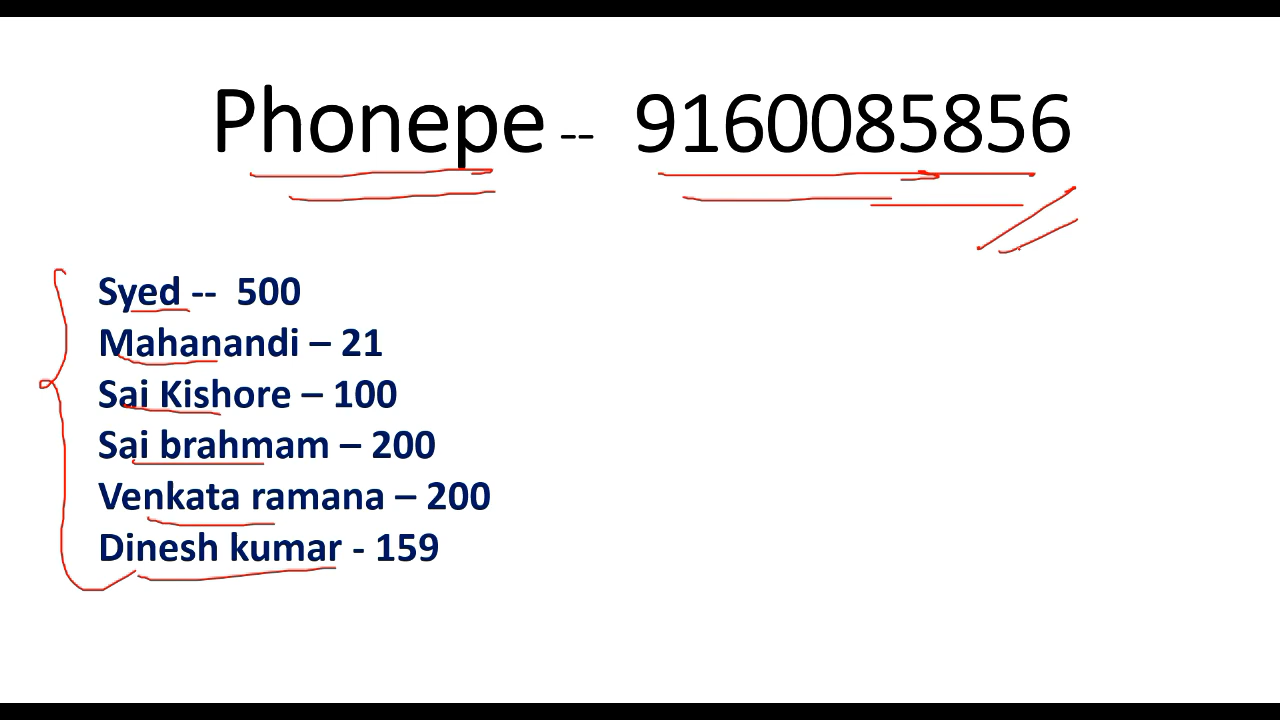 Phonepe -- 9160085856
Syed -- 500
Mahanandi – 21
Sai Kishore – 100
Sai brahmam – 200
Venkata ramana – 200
Dinesh kumar - 159